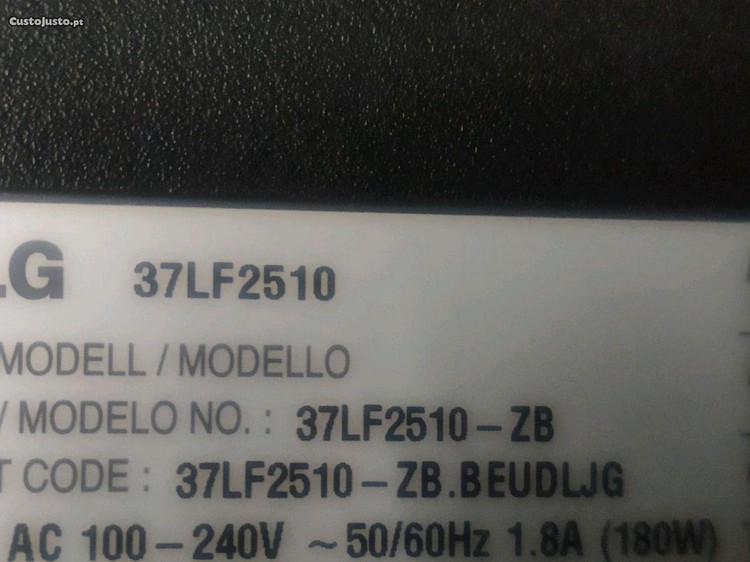 CustoJusto.pt
LG 37LF2510
MODELL / MODELLO
/ MODELO NO. : 37LF2510-ZB
T CODE : 37LF2510-ZB.BEUDLJG
AC 100-240V ~50/60Hz 1.8A (180W)